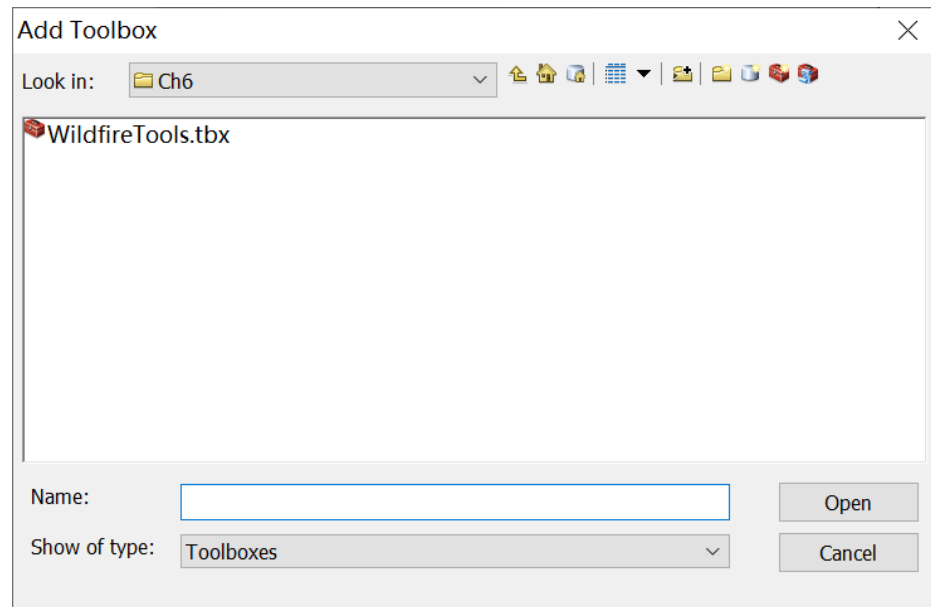 Add Toolbox
Look in: Ch6
WildfireTools.tbx
Name: Open
Show of type: Toolboxes Cancel